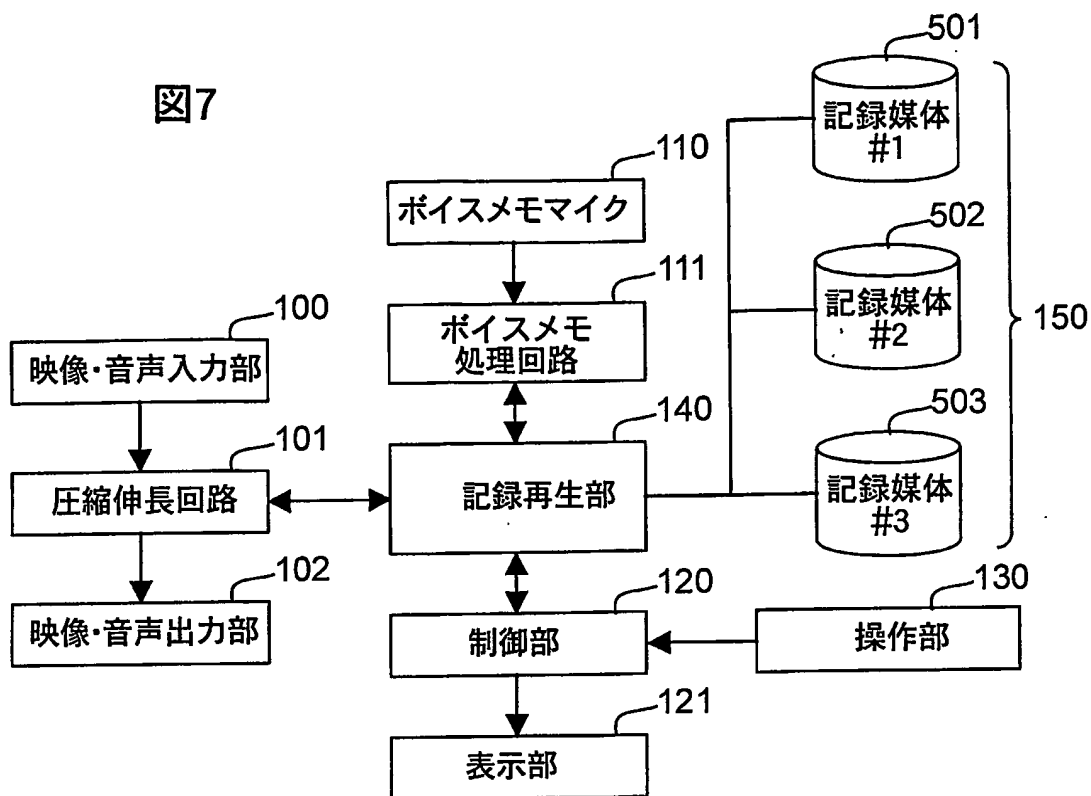 図7
501
記録媒体
#1
110
ボイスメモマイク
502
記録媒体
#2
111
ボイスメモ
処理回路
150
100
映像・音声入力部
503
記録媒体
#3
140
記録再生部
101
圧縮伸長回路
102
映像・音声出力部
120
制御部
130
操作部
121
表示部